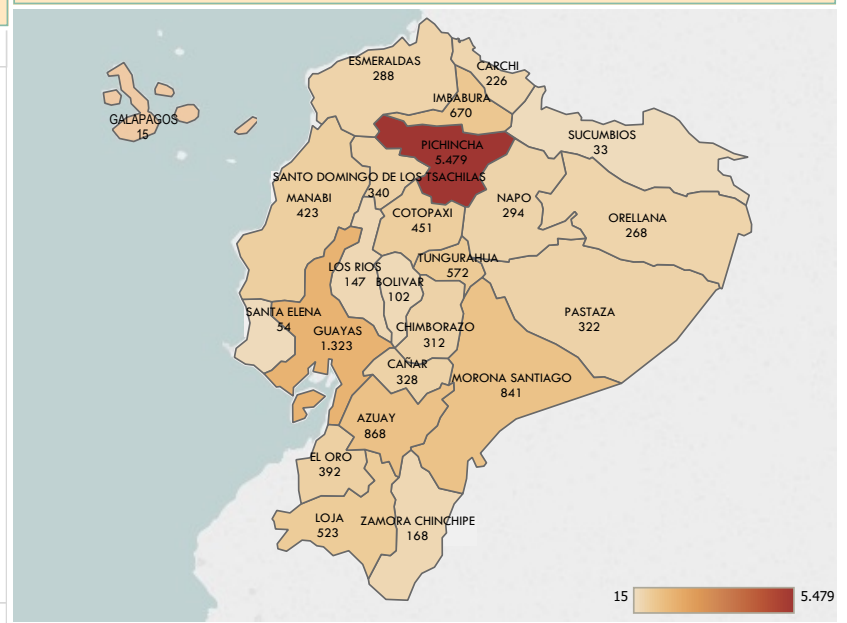 ESMERALDAS
288
CARCHI
226
IMBABURA
670
GALAPAGOS
15
PICHINCHA
5.479
SUCUMBIOS
33
SANTO DOMINGO DE LOS TSACHILAS
340
MANABI
423
NAPO
294
COTOPAXI
451
ORELLANA
268
TUNGURAHUA
572
LOS RIOS
147
BOLIVAR
102
SANTA ELENA
54
GUAYAS
1.323
CHIMBORAZO
312
PASTAZA
322
CAÑAR
328
MORONA SANTIAGO
841
AZUAY
868
EL ORO
392
LOJA
523
ZAMORA CHINCHIPE
168
15
5.479